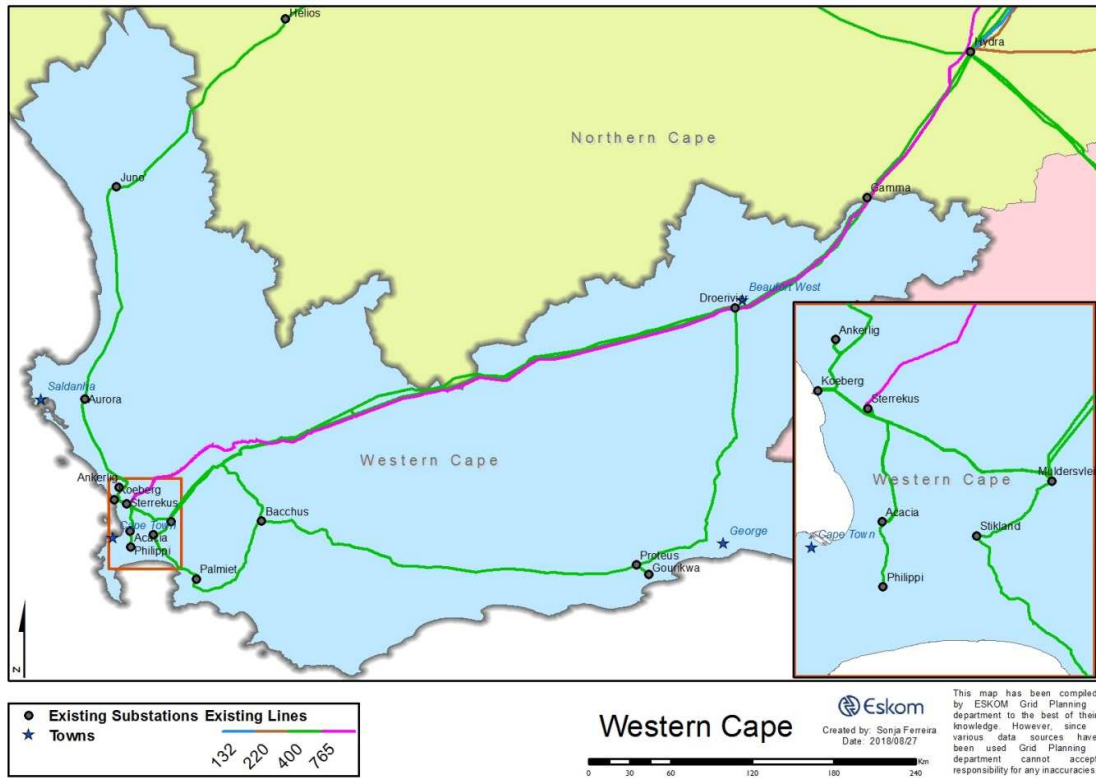 Helios
Hydra
Northern Cape
Juno
Gamma
Beaufort West
Droerivier
Saldanha
Aurora
Western Cape
Ankerlig
Koeberg
Sterrekus
Cape Town
Acacia
Philippi
Bacchus
Palmiet
Proteus
Gourikwa
George
Ankerlig
Koeberg
Sterrekus
Muldersvlei
Western Cape
Acacia
Stikland
Cape Town
Philippi
N
Existing Substations Existing Lines
Towns
132 220 400 765
Western Cape
Eskom
Created by: Sonja Ferreira
Date: 2018/08/27
0 30 60 120 180 240 Km
This map has been compiled
by ESKOM Grid Planning
department to the best of their
knowledge. However, since
various data sources have
been used Grid Planning
department cannot accept
responsibility for any inaccuracies